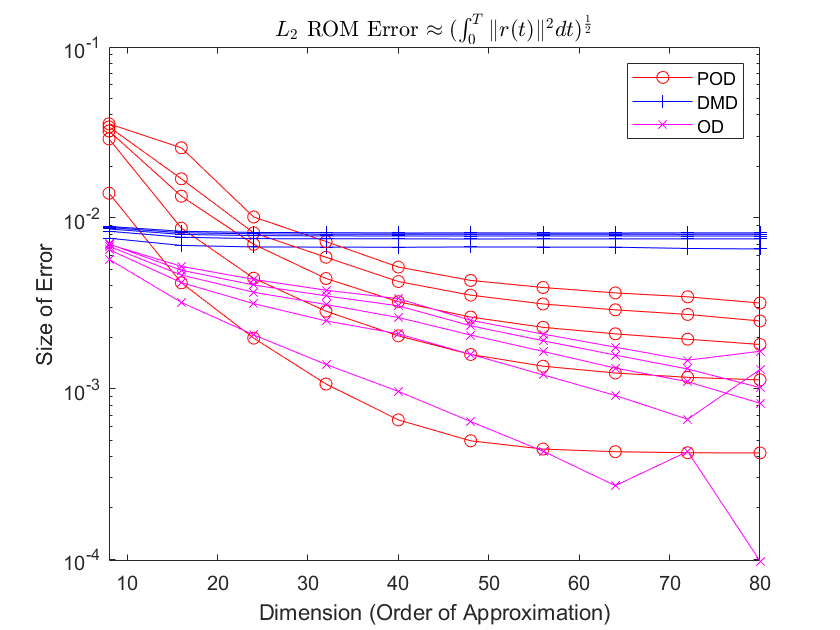 L₂ ROM Error ≈ (∫₀ᵀ ‖r(t)‖²dt)^½
10⁻¹
POD
DMD
OD
10⁻²
Size of Error
10⁻³
10⁻⁴
10 20 30 40 50 60 70 80
Dimension (Order of Approximation)